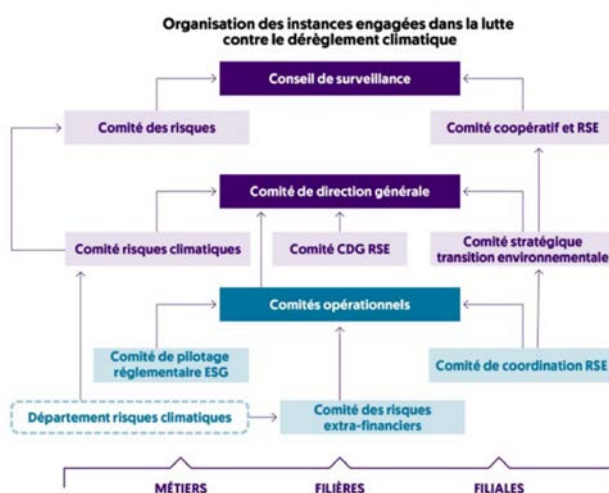 Organisation des instances engagées dans la lutte
contre le dérèglement climatique
Conseil de surveillance
Comité des risques
Comité coopératif et RSE
Comité de direction générale
Comité risques climatiques
Comité CDG RSE
Comité stratégique
transition environnementale
Comités opérationnels
Comité de pilotage
réglementaire ESG
Comité de coordination RSE
Département risques climatiques
Comité des risques
extra-financiers
MÉTIERS
FILIÈRES
FILIALES